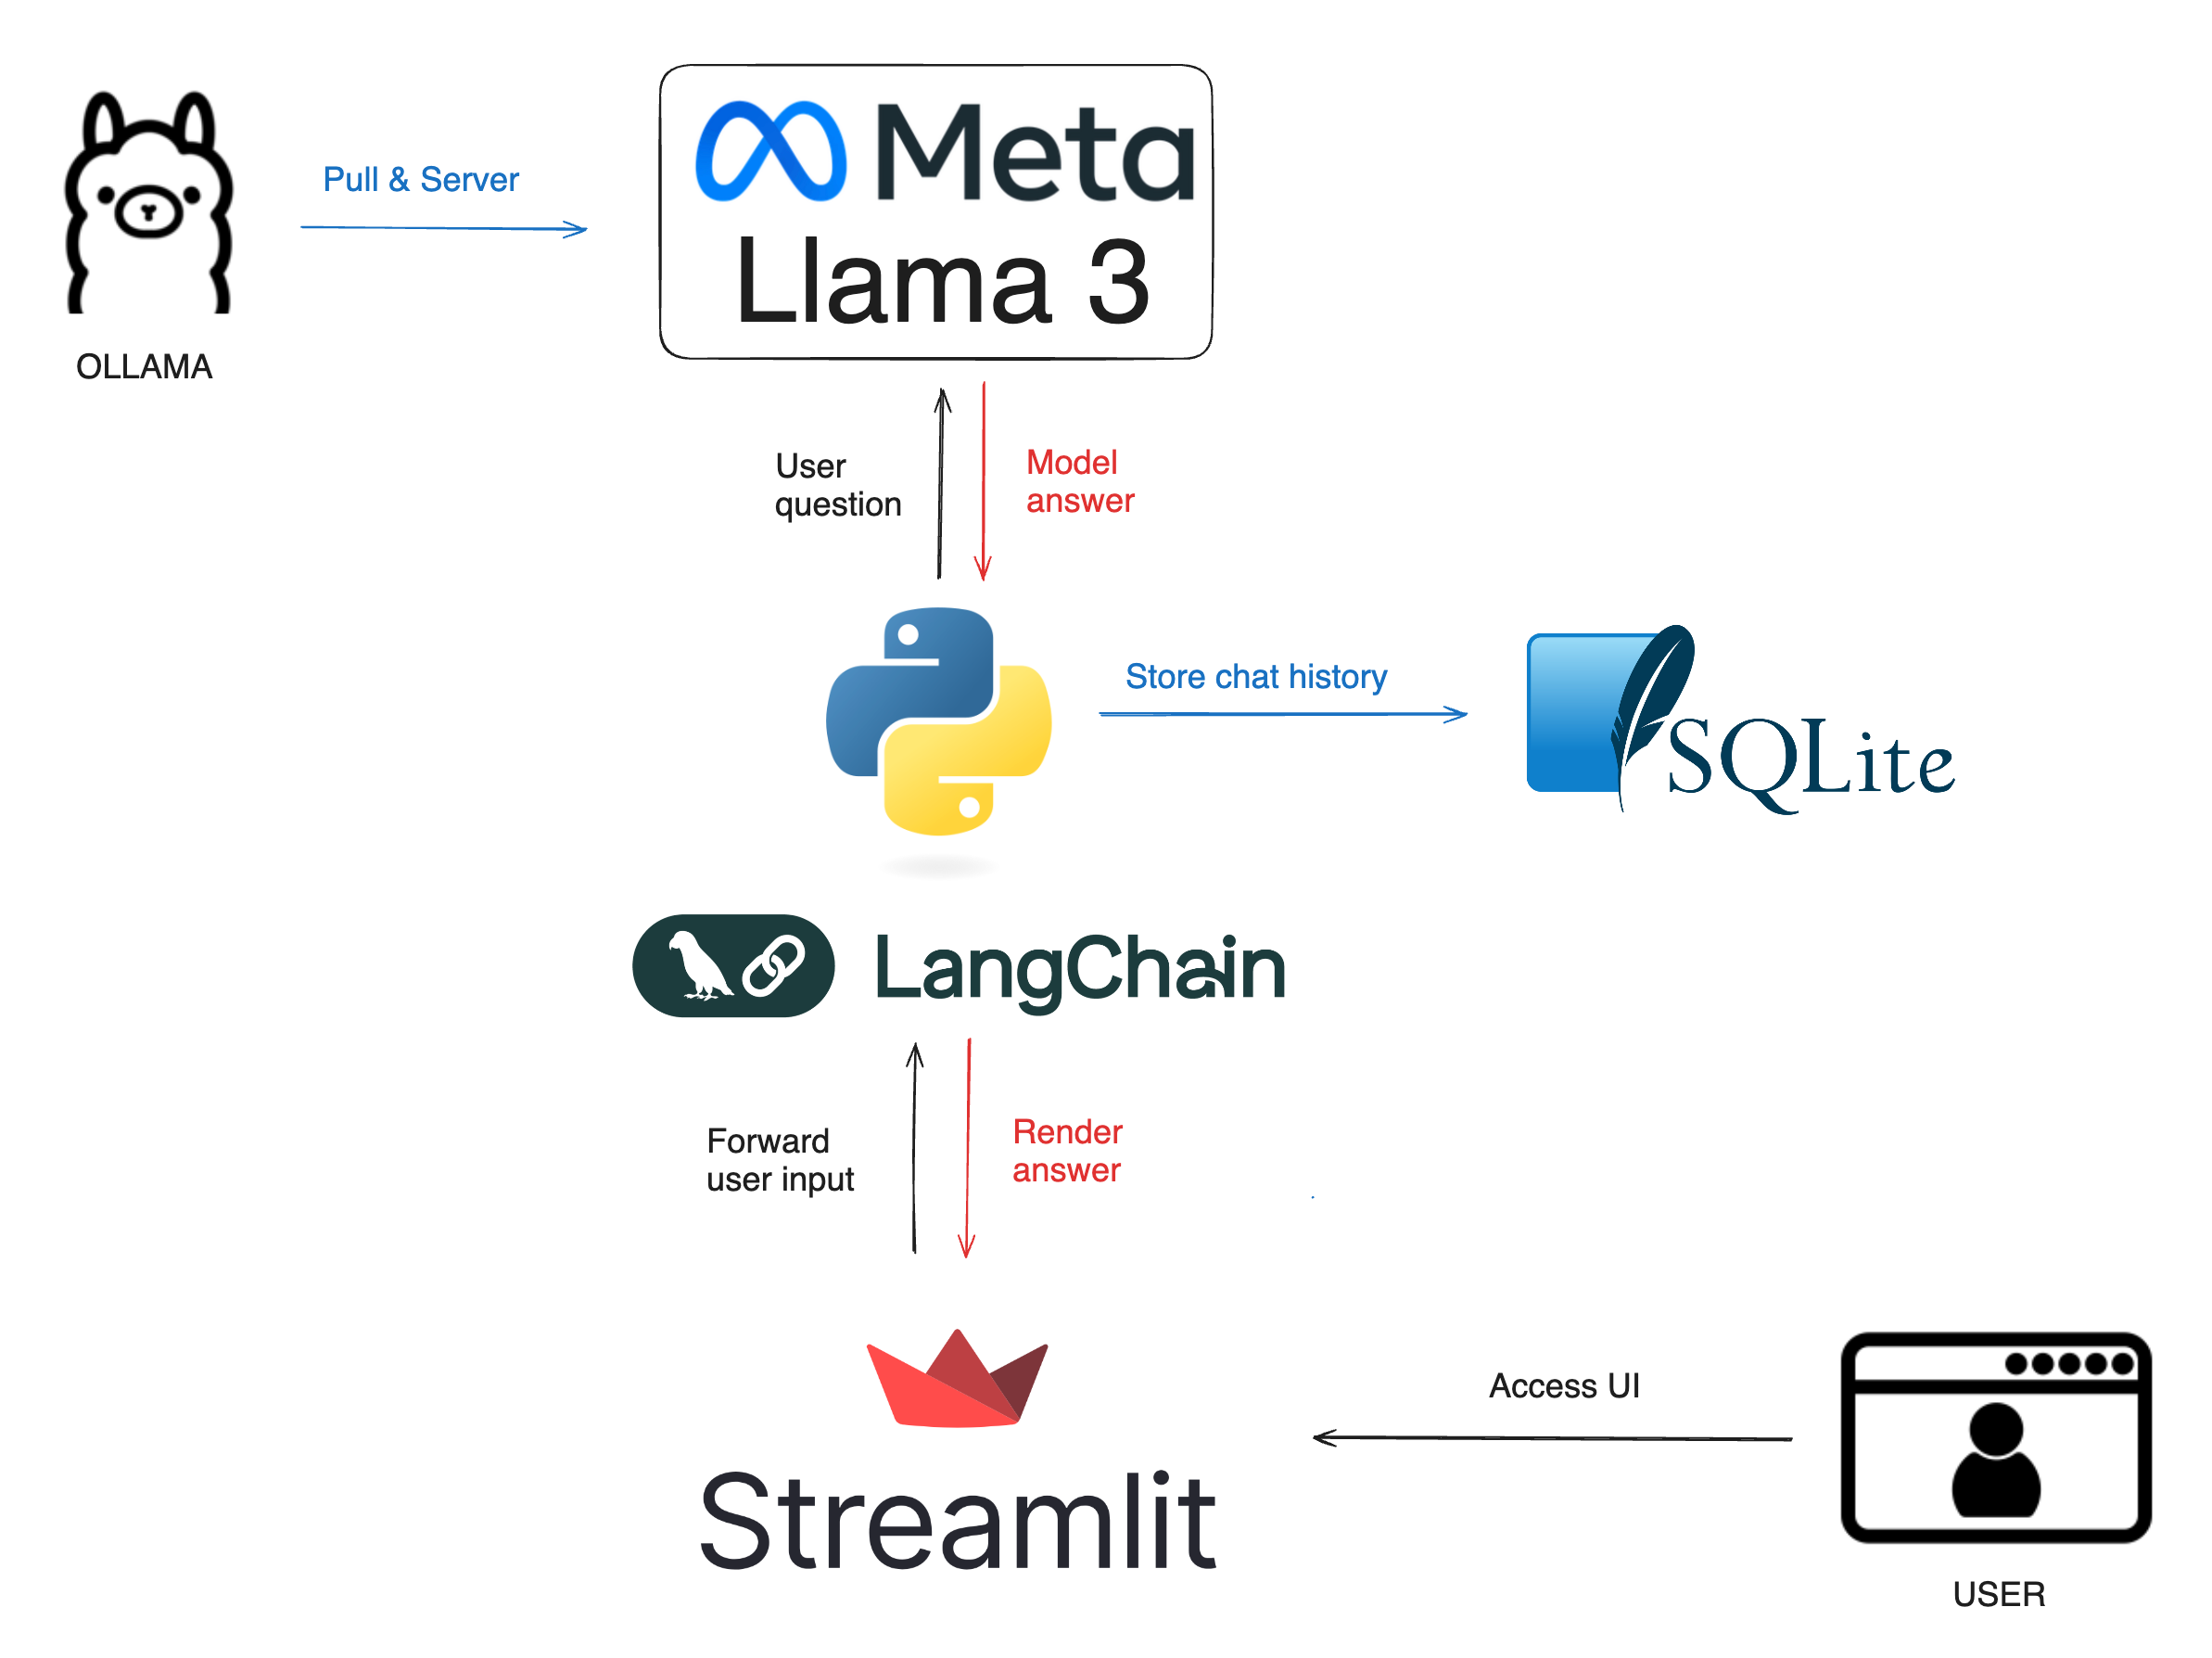 Meta
Llama 3
Pull & Server
OLLAMA
User
question
Model
answer
Store chat history
SQLite
LangChain
Forward
user input
Render
answer
Access UI
Streamlit
USER